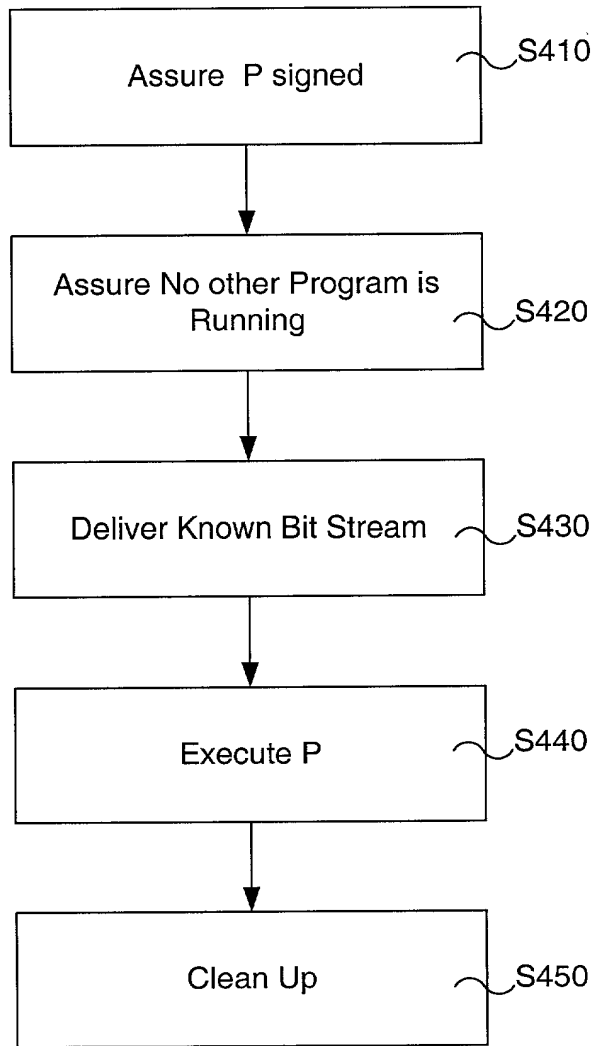 Assure P signed
S410
Assure No other Program is
Running
S420
Deliver Known Bit Stream
S430
Execute P
S440
Clean Up
S450